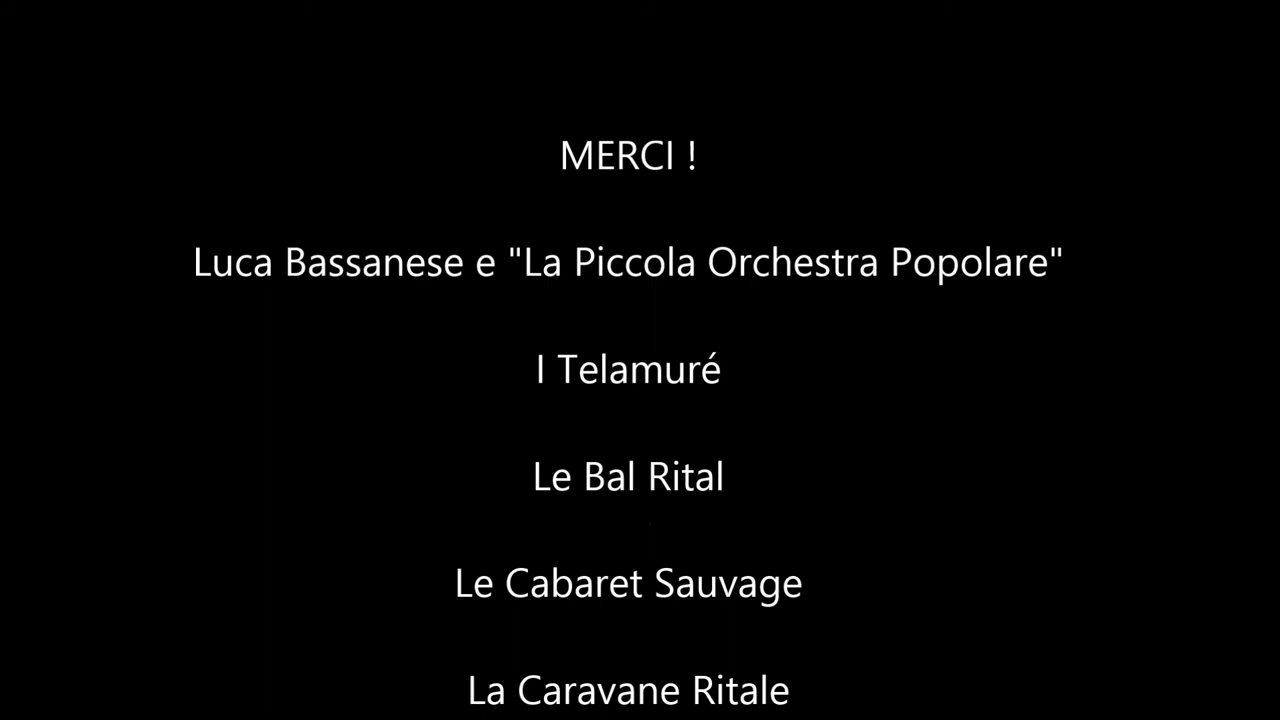 MERCI !
Luca Bassanese e "La Piccola Orchestra Popolare"
I Telamuré
Le Bal Rital
Le Cabaret Sauvage
La Caravane Ritale